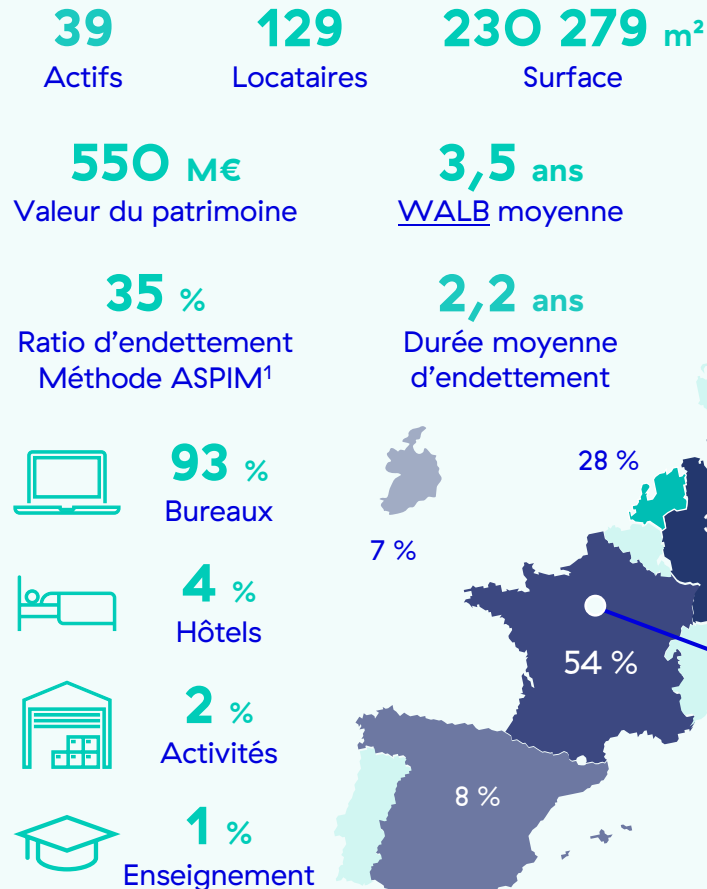 39
Actifs
129
Locataires
230 279 m²
Surface
550 M€
Valeur du patrimoine
3,5 ans
WALB moyenne
35 %
Ratio d'endettement
Méthode ASPIM¹
2,2 ans
Durée moyenne
d'endettement
93 %
Bureaux
4 %
Hôtels
2 %
Activités
1 %
Enseignement
28 %
7 %
54 %
8 %